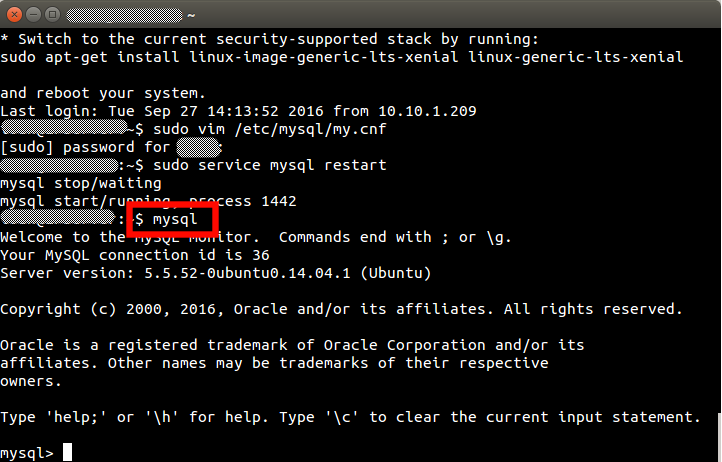 ~
* Switch to the current security-supported stack by running:
sudo apt-get install linux-image-generic-lts-xenial linux-generic-lts-xenial
and reboot your system.
Last login: Tue Sep 27 14:13:52 2016 from 10.10.1.209
~$ sudo vim /etc/mysql/my.cnf
[sudo] password for :
:~$ sudo service mysql restart
mysql stop/waiting
mysql start/running, process 1442
:~$ mysql
Welcome to the MySQL monitor.  Commands end with ; or \g.
Your MySQL connection id is 36
Server version: 5.5.52-0ubuntu0.14.04.1 (Ubuntu)
Copyright (c) 2000, 2016, Oracle and/or its affiliates. All rights reserved.
Oracle is a registered trademark of Oracle Corporation and/or its
affiliates. Other names may be trademarks of their respective
owners.
Type 'help;' or '\h' for help. Type '\c' to clear the current input statement.
mysql>